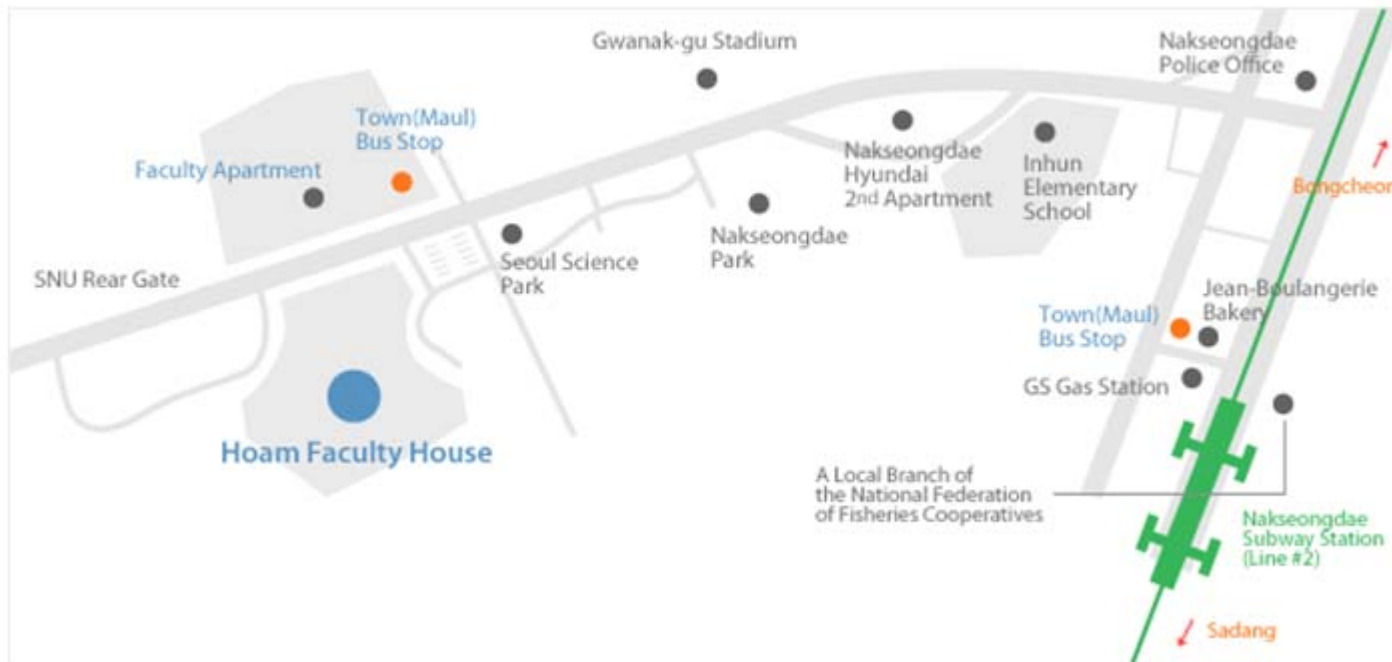 Gwanak-gu Stadium
Nakseongdae
Police Office
Town(Maul)
Bus Stop
Faculty Apartment
Nakseongdae
Hyundai
2nd Apartment
Inhun
Elementary
School
Bongcheon
Nakseongdae
Park
Seoul Science
Park
SNU Rear Gate
Jean-Boulangerie
Bakery
Town(Maul)
Bus Stop
GS Gas Station
Hoam Faculty House
A Local Branch of
the National Federation
of Fisheries Cooperatives
Nakseongdae
Subway Station
(Line #2)
Sadang